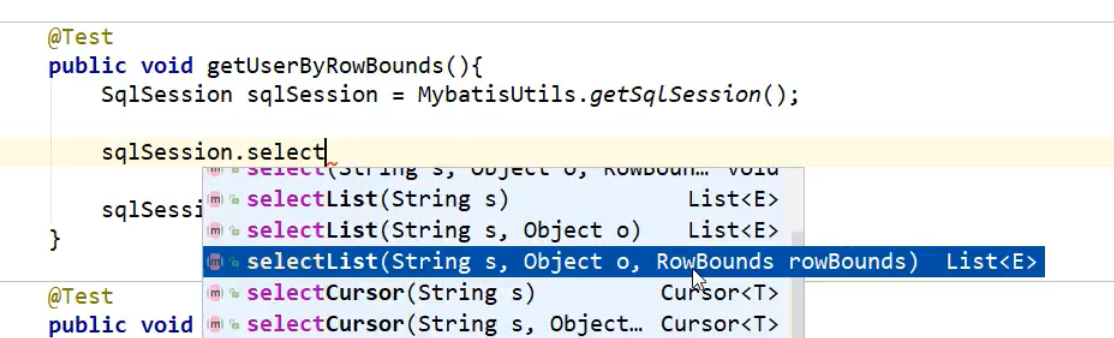 @Test
public void getUserByRowBounds(){
SqlSession sqlSession = MybatisUtils.getSqlSession();
sqlSession.select
select(String s, Object o, RowBoun… void
selectList(String s) List<E>
sqlSessi
selectList(String s, Object o) List<E>
}
selectList(String s, Object o, RowBounds rowBounds) List<E>
@Test
selectCursor(String s) Cursor<T>
public void
selectCursor(String s, Object… Cursor<T>